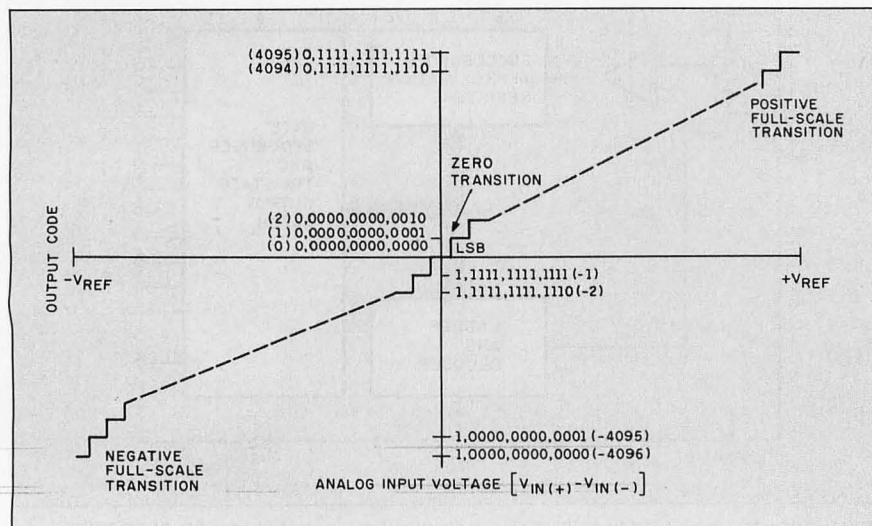 (4095) 0,1111,1111,1111
(4094) 0,1111,1111,1110
POSITIVE
FULL-SCALE
TRANSITION
ZERO
TRANSITION
(2) 0,0000,0000,0010
(1) 0,0000,0000,0001
(0) 0,0000,0000,0000
LSB
OUTPUT CODE
-VREF
+VREF
1,1111,1111,1111 (-1)
1,1111,1111,1110 (-2)
1,0000,0000,0001 (-4095)
1,0000,0000,0000 (-4096)
NEGATIVE
FULL-SCALE
TRANSITION
ANALOG INPUT VOLTAGE [VIN(+)-VIN(-)]